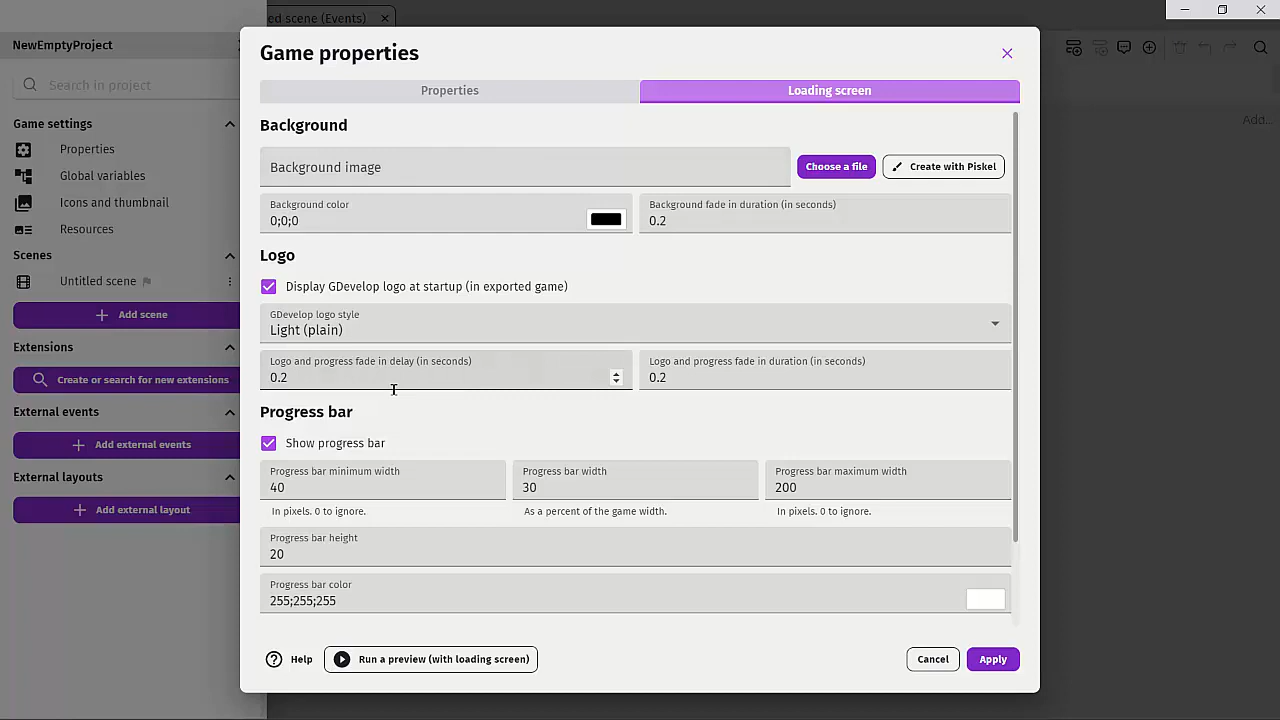 ed scene (Events)
NewEmptyProject
Search in project
Game settings
Properties
Global variables
Icons and thumbnail
Resources
Scenes
Untitled scene
Add scene
Extensions
Create or search for new extensions
External events
Add external events
External layouts
Add external layout
Add...
Game properties
Properties
Loading screen
Background
Background image
Choose a file
Create with Piskel
Background color
0;0;0
Background fade in duration (in seconds)
0.2
Logo
Display GDevelop logo at startup (in exported game)
GDevelop logo style
Light (plain)
Logo and progress fade in delay (in seconds)
0.2
Logo and progress fade in duration (in seconds)
0.2
Progress bar
Show progress bar
Progress bar minimum width
40
In pixels. 0 to ignore.
Progress bar width
30
As a percent of the game width.
Progress bar maximum width
200
In pixels. 0 to ignore.
Progress bar height
20
Progress bar color
255;255;255
Help
Run a preview (with loading screen)
Cancel
Apply